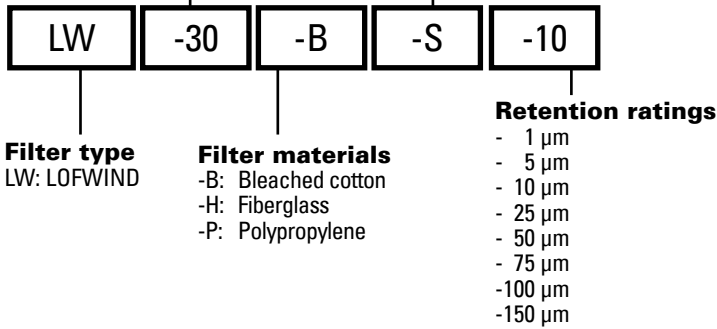 LW -30 -B -S -10
Filter type
LW: LOFWIND
Filter materials
-B: Bleached cotton
-H: Fiberglass
-P: Polypropylene
Retention ratings
- 1 µm
- 5 µm
- 10 µm
- 25 µm
- 50 µm
- 75 µm
-100 µm
-150 µm